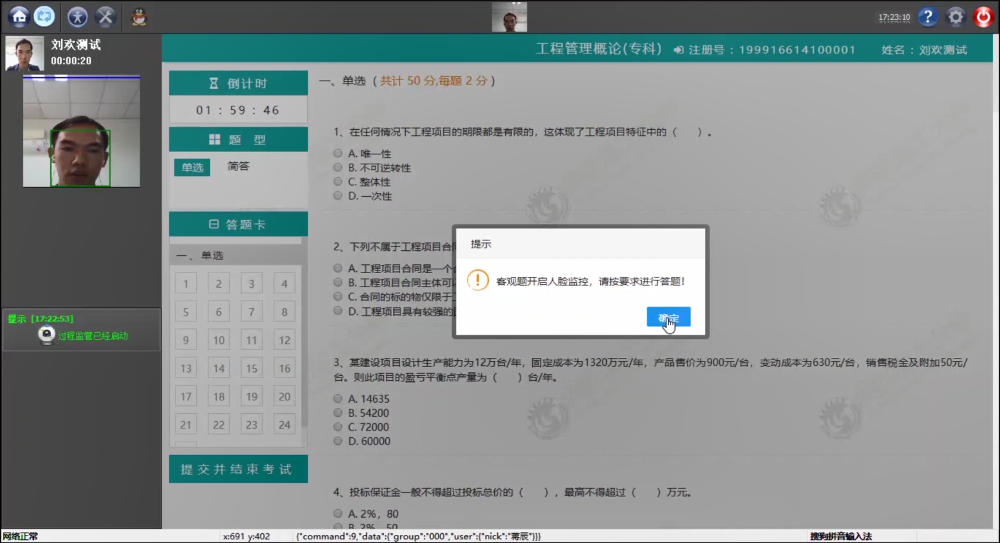 17:23:10
刘欢测试
00:00:20
工程管理概论(专科) 注册号：199916614100001 姓名：刘欢测试
倒计时
01 : 59 : 46
题 型
单选 简答
答题卡
一、单选
1 2 3 4
5 6 7 8
9 10 11 12
13 14 15 16
17 18 19 20
21 22 23 24
提交并结束考试
提示 [17:22:53]
过程监管已经启动
一、单选（共计 50 分,每题 2 分）
1、在任何情况下工程项目的期限都是有限的，这体现了工程项目特征中的（ ）。
A. 唯一性
B. 不可逆转性
C. 整体性
D. 一次性
2、下列不属于工程项目合同
A. 工程项目合同是一个
B. 工程项目合同主体可以
C. 合同的标的物仅限于工
D. 工程项目具有较强的
提示
客观题开启人脸监控，请按要求进行答题！
确定
3、某建设项目设计生产能力为12万台/年，固定成本为1320万元/年，产品售价为900元/台，变动成本为630元/台，销售税金及附加50元/
台。则此项目的盈亏平衡点产量为（ ）台/年。
A. 14635
B. 54200
C. 72000
D. 60000
4、投标保证金一般不得超过投标总价的（ ），最高不得超过（ ）万元。
A. 2%，80
B. 2%，50
网络正常 x:691 y:402 {"command":9,"data":{"group":"000","user":{"nick":"蒋辰"}}} 搜狗拼音输入法